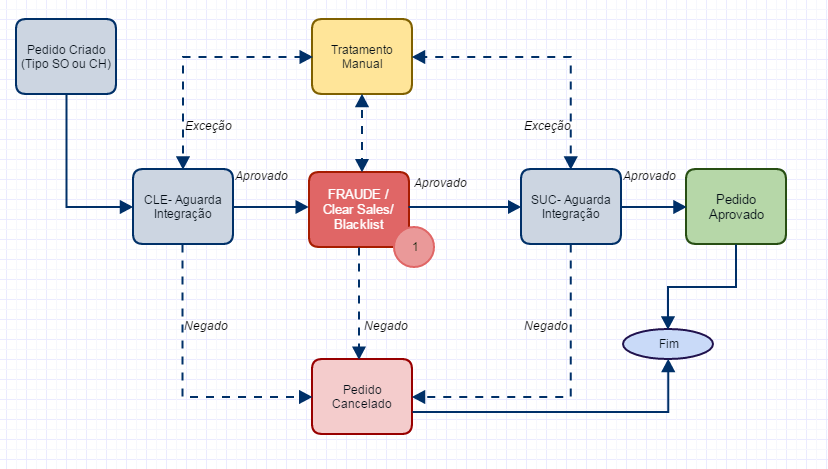 Pedido Criado
(Tipo SO ou CH)
Tratamento
Manual
Exceção
Exceção
CLE- Aguarda
Integração
Aprovado
FRAUDE /
Clear Sales/
Blacklist
1
Aprovado
SUC- Aguarda
Integração
Aprovado
Pedido
Aprovado
Negado
Negado
Negado
Fim
Pedido
Cancelado